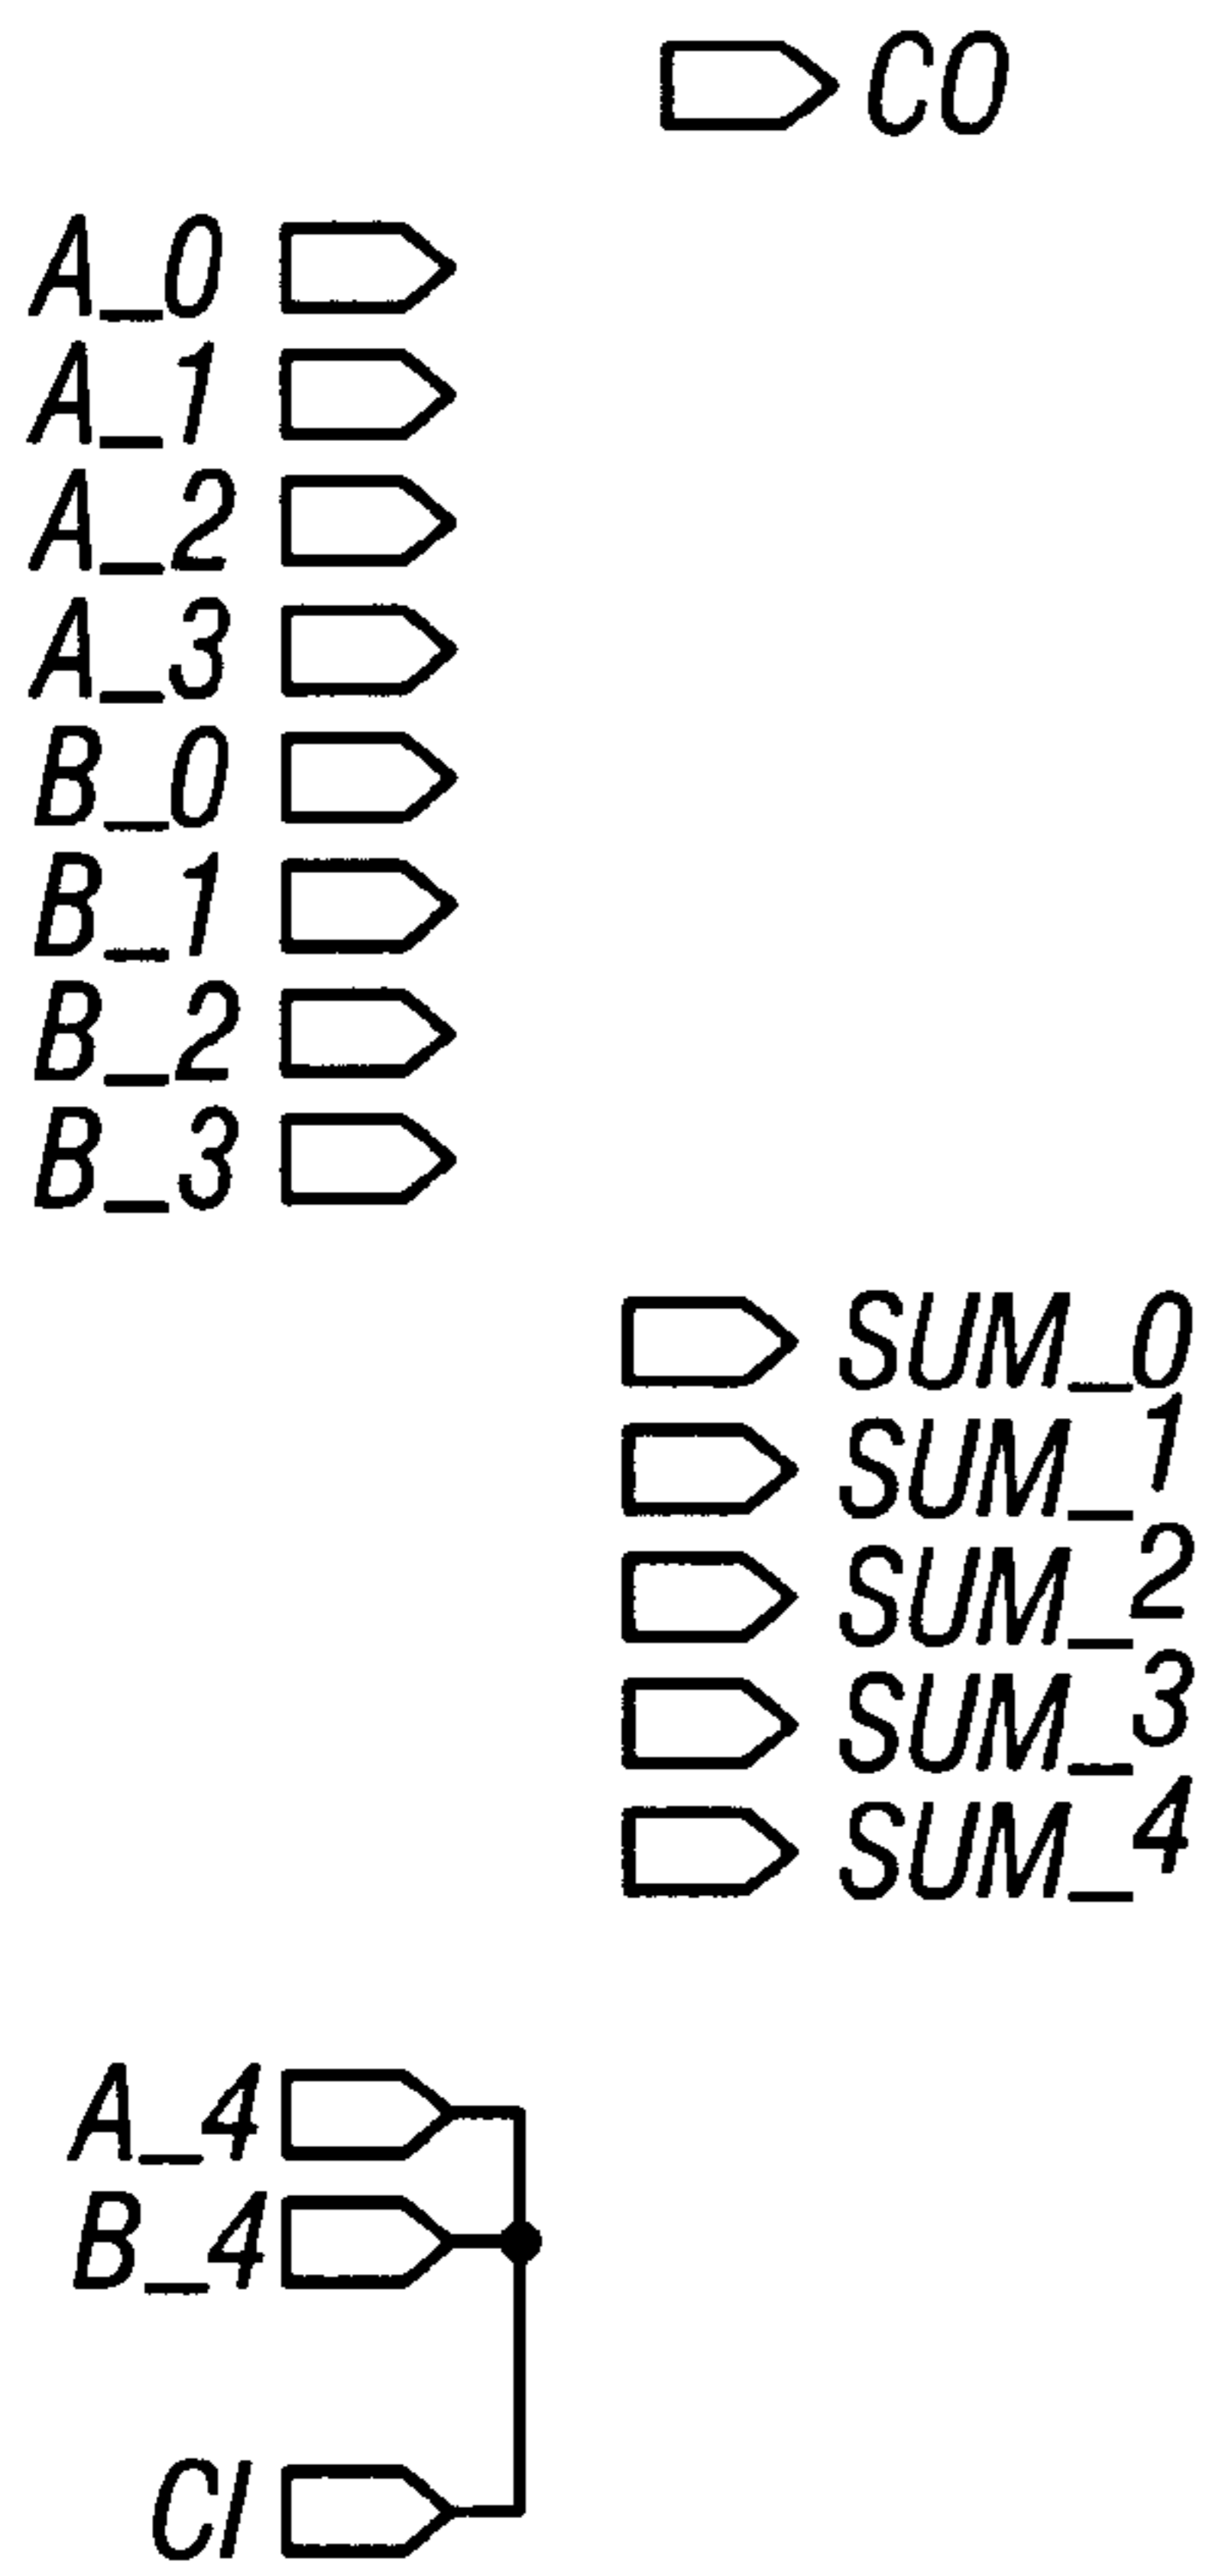 CO
A_0
A_1
A_2
A_3
B_0
B_1
B_2
B_3
SUM_0
SUM_1
SUM_2
SUM_3
SUM_4
A_4
B_4
CI